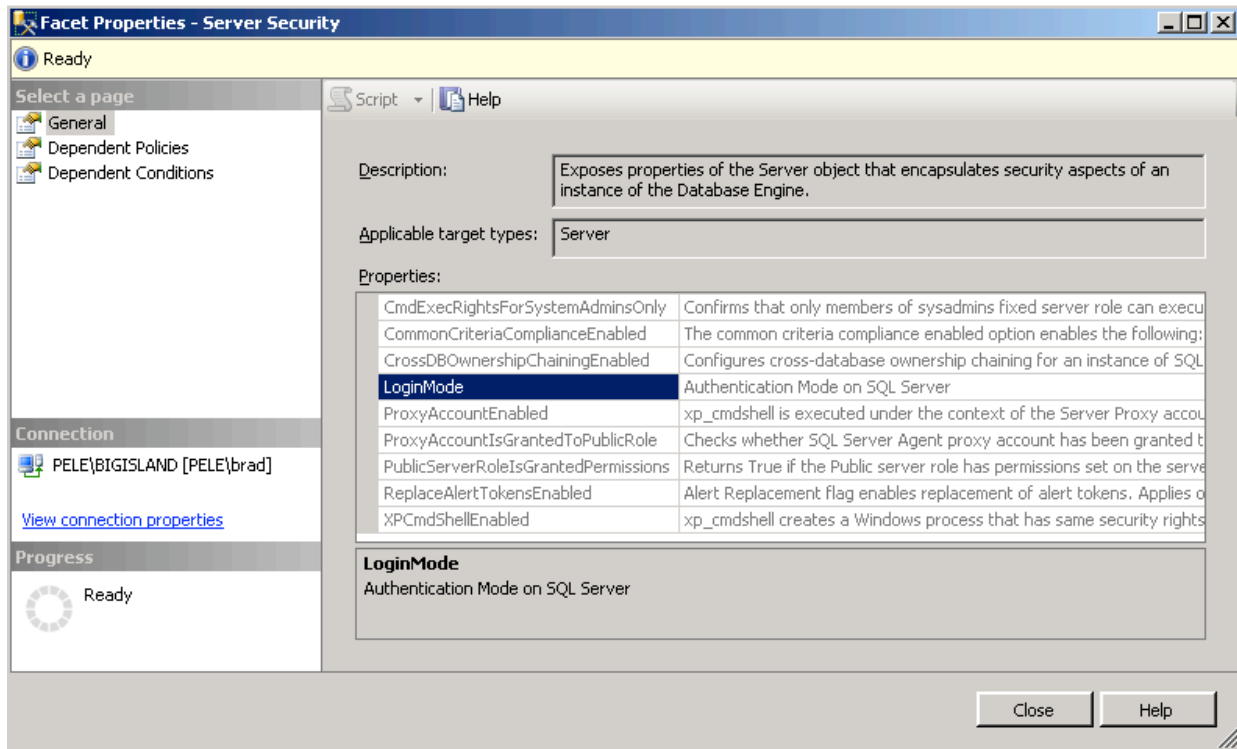 Facet Properties - Server Security
Ready
Select a page
General
Dependent Policies
Dependent Conditions
Script
Help
Description:
Exposes properties of the Server object that encapsulates security aspects of an
instance of the Database Engine.
Applicable target types:
Server
Properties:
CmdExecRightsForSystemAdminsOnly Confirms that only members of sysadmins fixed server role can execu
CommonCriteriaComplianceEnabled The common criteria compliance enabled option enables the following:
CrossDBOwnershipChainingEnabled Configures cross-database ownership chaining for an instance of SQL
LoginMode Authentication Mode on SQL Server
ProxyAccountEnabled xp_cmdshell is executed under the context of the Server Proxy accou
ProxyAccountIsGrantedToPublicRole Checks whether SQL Server Agent proxy account has been granted t
PublicServerRoleIsGrantedPermissions Returns True if the Public server role has permissions set on the serve
ReplaceAlertTokensEnabled Alert Replacement flag enables replacement of alert tokens. Applies o
XPCmdShellEnabled xp_cmdshell creates a Windows process that has same security rights
LoginMode
Authentication Mode on SQL Server
Connection
PELE\BIGISLAND [PELE\brad]
View connection properties
Progress
Ready
Close
Help